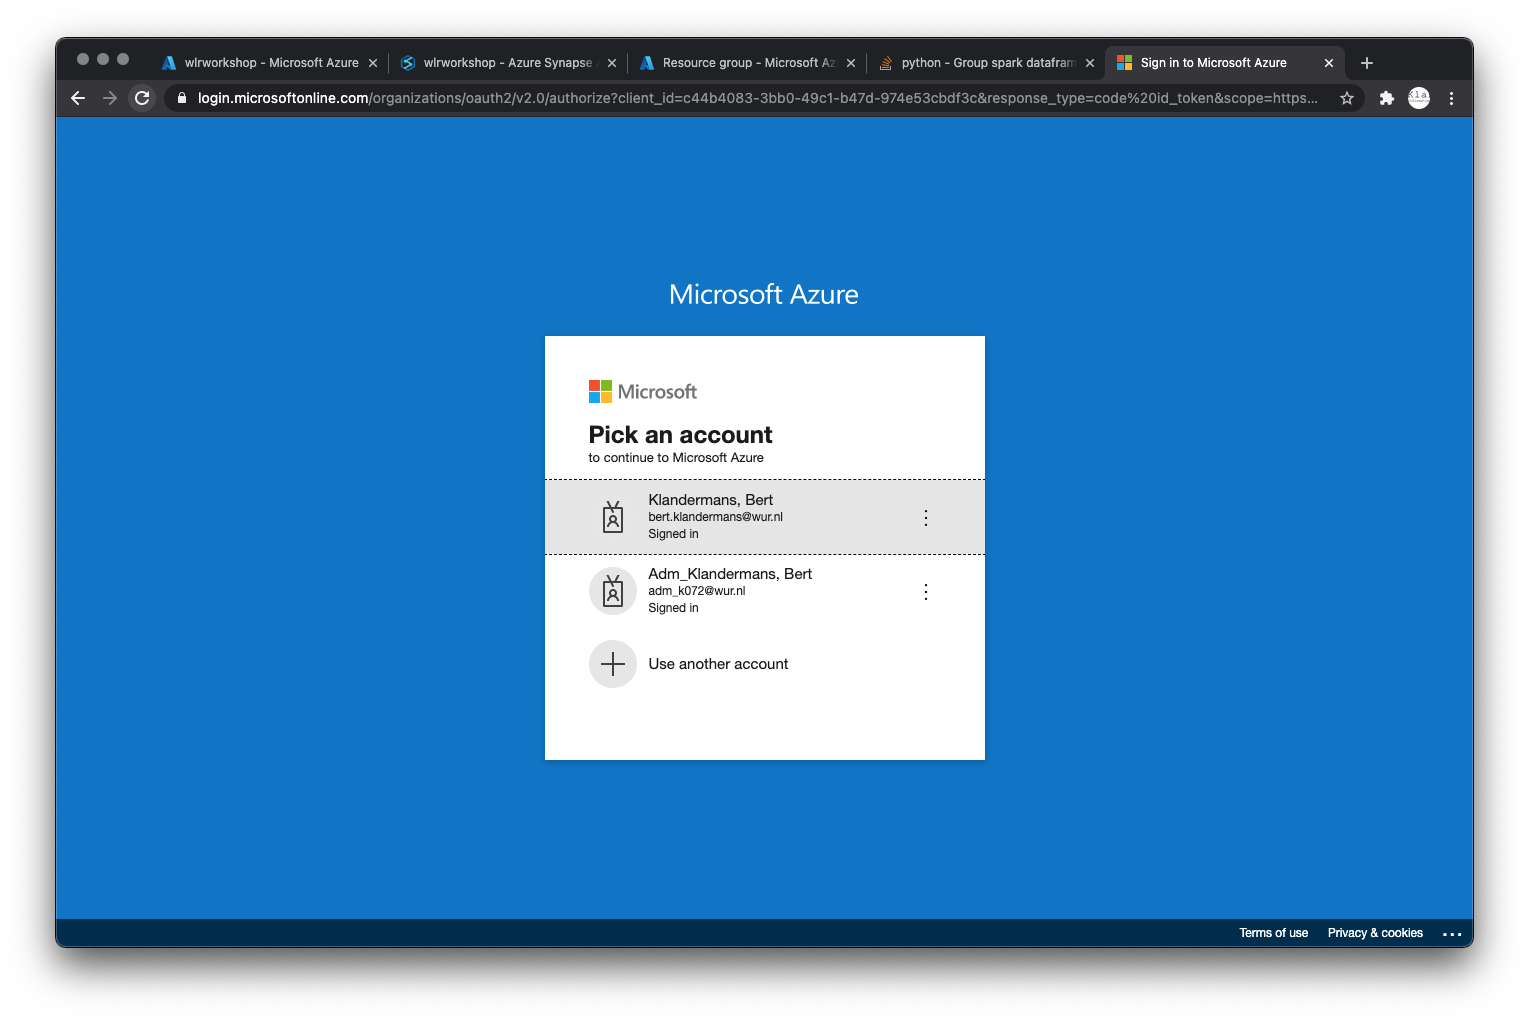 wlrworkshop - Microsoft Azure
wlrworkshop - Azure Synapse
Resource group - Microsoft Az
python - Group spark datafram
Sign in to Microsoft Azure
login.microsoftonline.com/organizations/oauth2/v2.0/authorize?client_id=c44b4083-3bb0-49c1-b47d-974e53cbdf3c&response_type=code%20id_token&scope=https...
Microsoft Azure
Microsoft
Pick an account
to continue to Microsoft Azure
Klandermans, Bert
bert.klandermans@wur.nl
Signed in
Adm_Klandermans, Bert
adm_k072@wur.nl
Signed in
Use another account
Terms of use Privacy & cookies ...